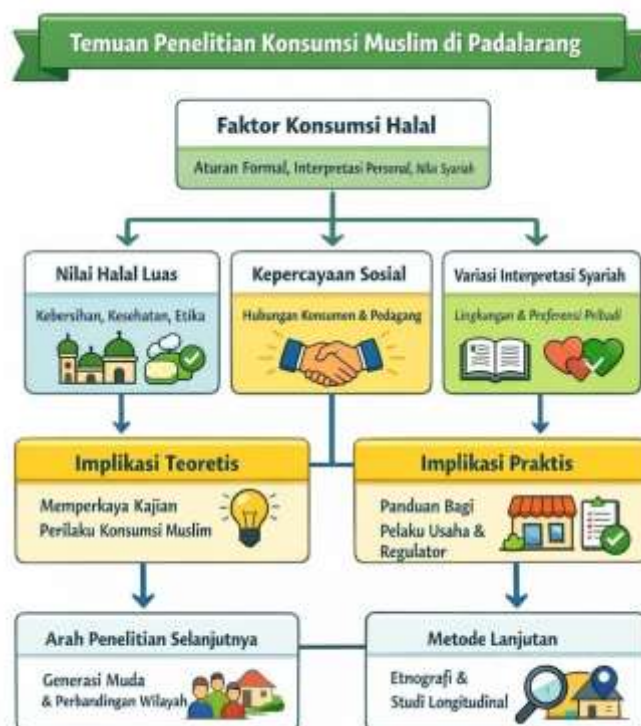 Temuan Penelitian Konsumsi Muslim di Padalarang
Faktor Konsumsi Halal
Aturan Formal, Interpretasi Personal, Nilai Syariah
Nilai Halal Luas
Kebersihan, Kesehatan, Etika
Kepercayaan Sosial
Hubungan Konsumen & Pedagang
Variasi Interpretasi Syariah
Lingkungan & Preferensi Pribadi
Implikasi Teoretis
Memperkaya Kajian
Perilaku Konsumsi Muslim
Implikasi Praktis
Panduan Bagi
Pelaku Usaha &
Regulator
Arah Penelitian Selanjutnya
Generasi Muda
& Perbandingan Wilayah
Metode Lanjutan
Etnografi &
Studi Longitudinal